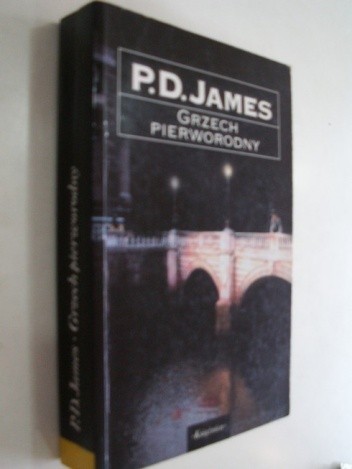 P.D. JAMES
GRZECH
PIERWORODNY
P.D. James · Grzech pierworodny